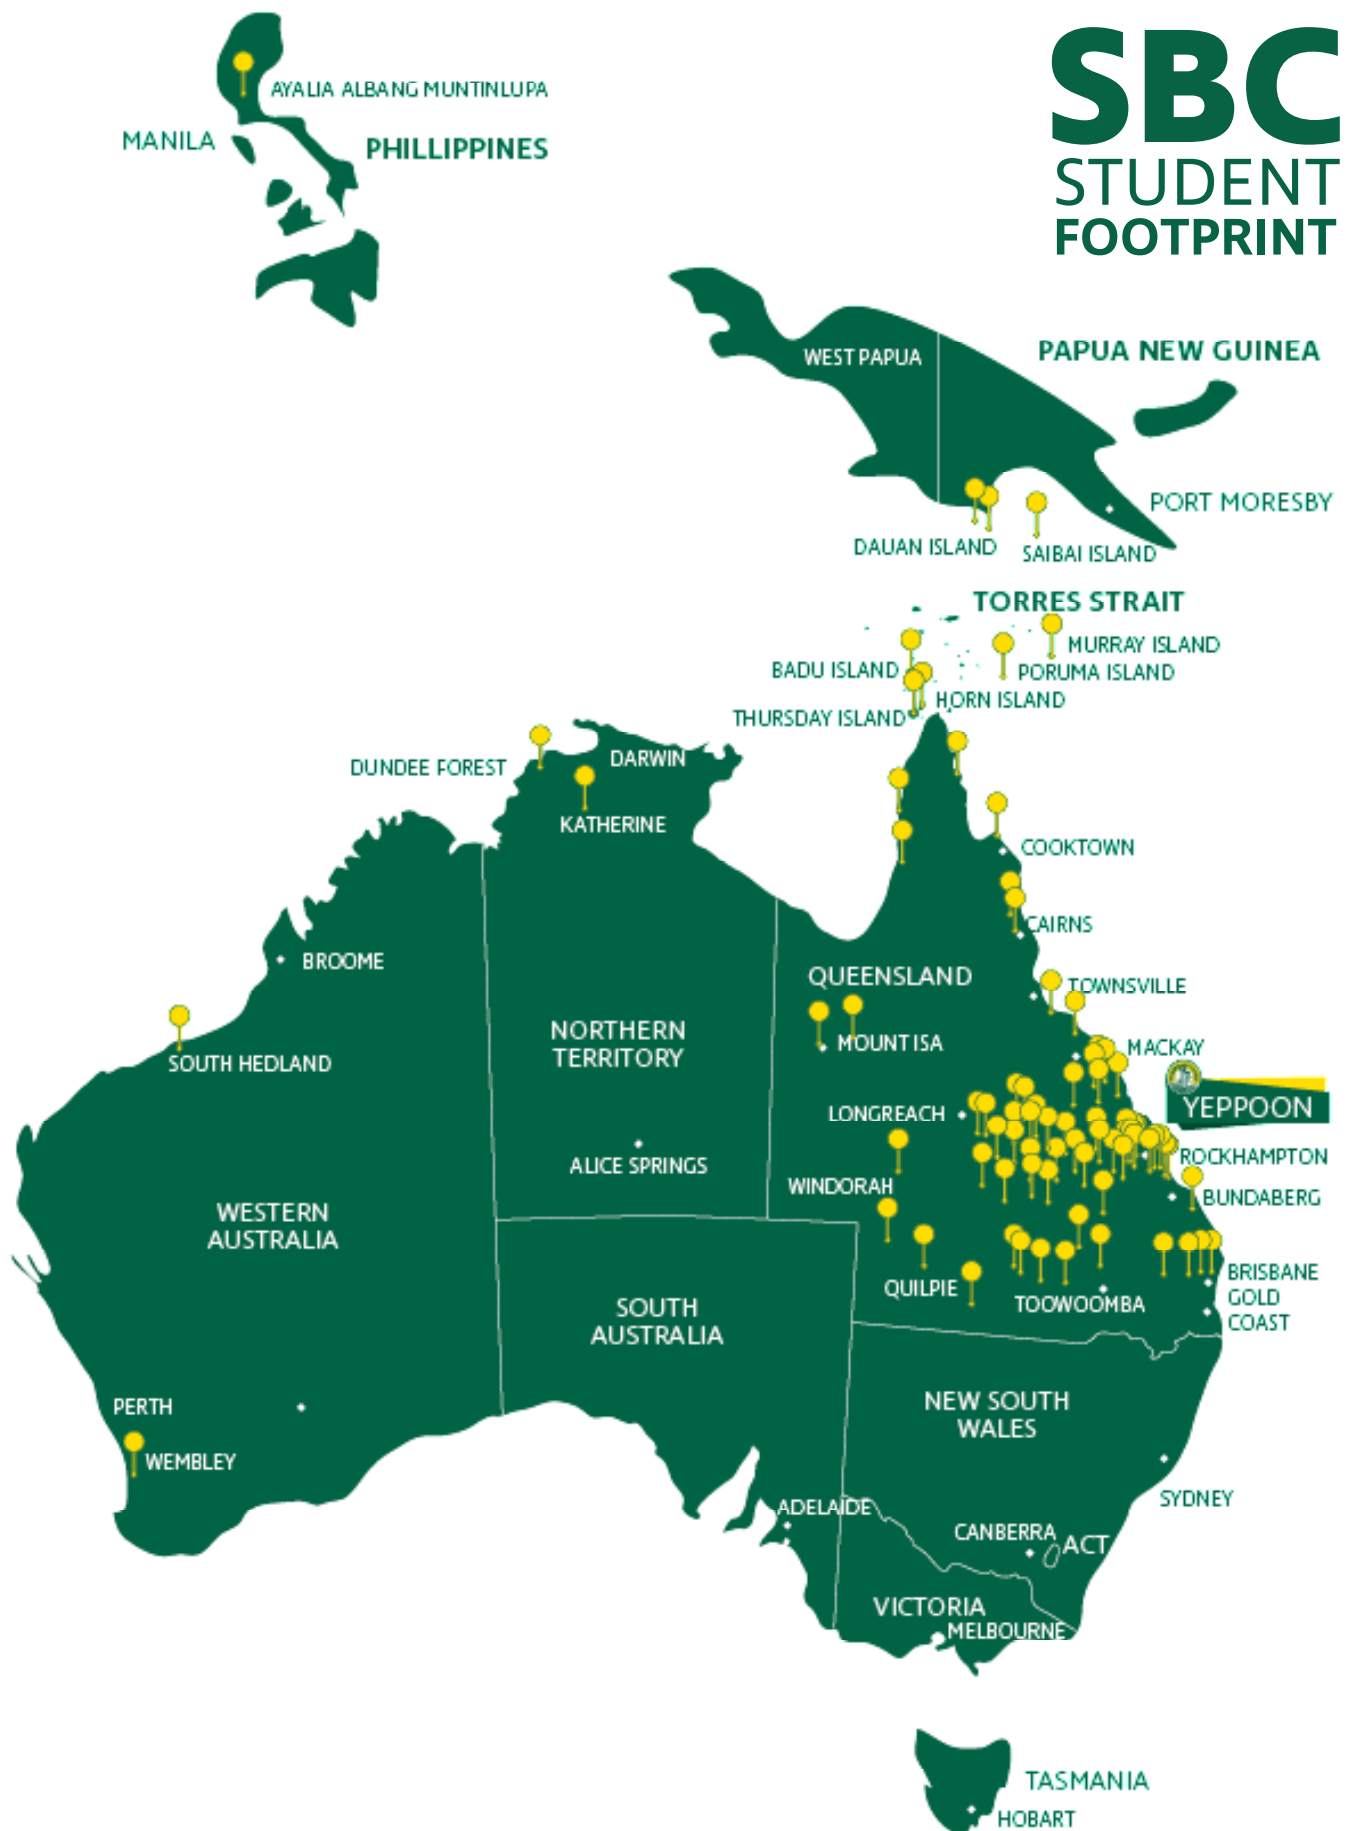 SBC
STUDENT
FOOTPRINT
AYALIA ALBANG MUNTINLUPA
MANILA
PHILLIPPINES
WEST PAPUA
PAPUA NEW GUINEA
PORT MORESBY
DAUAN ISLAND
SAIBAI ISLAND
TORRES STRAIT
MURRAY ISLAND
BADU ISLAND
PORUMA ISLAND
HORN ISLAND
THURSDAY ISLAND
DUNDEE FOREST
DARWIN
KATHERINE
COOKTOWN
CAIRNS
BROOME
QUEENSLAND
TOWNSVILLE
NORTHERN
TERRITORY
MOUNT ISA
MACKAY
SOUTH HEDLAND
YEPPOON
LONGREACH
ALICE SPRINGS
ROCKHAMPTON
WINDORAH
BUNDABERG
WESTERN
AUSTRALIA
QUILPIE
TOOWOOMBA
BRISBANE
GOLD
COAST
SOUTH
AUSTRALIA
PERTH
NEW SOUTH
WALES
WEMBLEY
SYDNEY
ADELAIDE
CANBERRA
ACT
VICTORIA
MELBOURNE
TASMANIA
HOBART